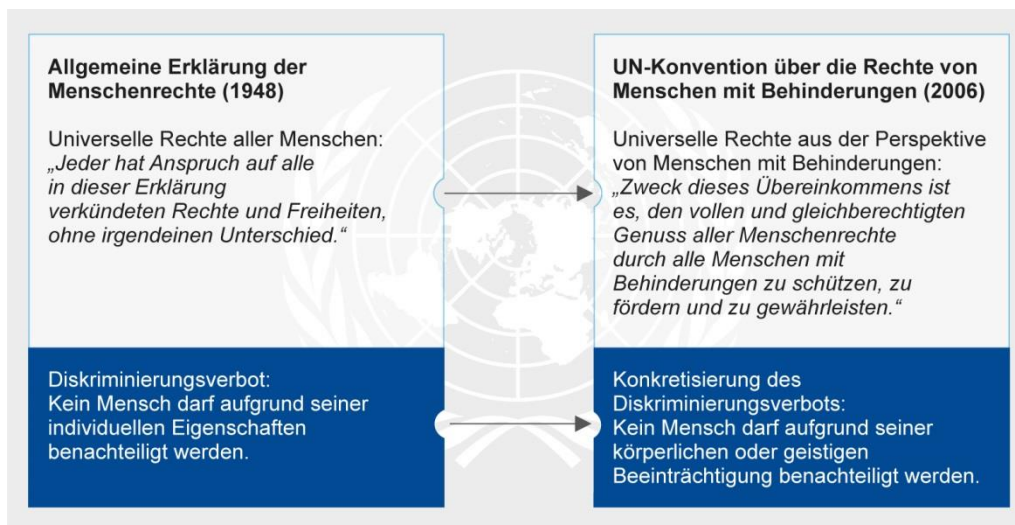 Allgemeine Erklärung der
Menschenrechte (1948)
Universelle Rechte aller Menschen:
„Jeder hat Anspruch auf alle
in dieser Erklärung
verkündeten Rechte und Freiheiten,
ohne irgendeinen Unterschied.“
Diskriminierungsverbot:
Kein Mensch darf aufgrund seiner
individuellen Eigenschaften
benachteiligt werden.
UN-Konvention über die Rechte von
Menschen mit Behinderungen (2006)
Universelle Rechte aus der Perspektive
von Menschen mit Behinderungen:
„Zweck dieses Übereinkommens ist
es, den vollen und gleichberechtigten
Genuss aller Menschenrechte
durch alle Menschen mit
Behinderungen zu schützen, zu
fördern und zu gewährleisten.“
Konkretisierung des
Diskriminierungsverbots:
Kein Mensch darf aufgrund seiner
körperlichen oder geistigen
Beeinträchtigung benachteiligt werden.